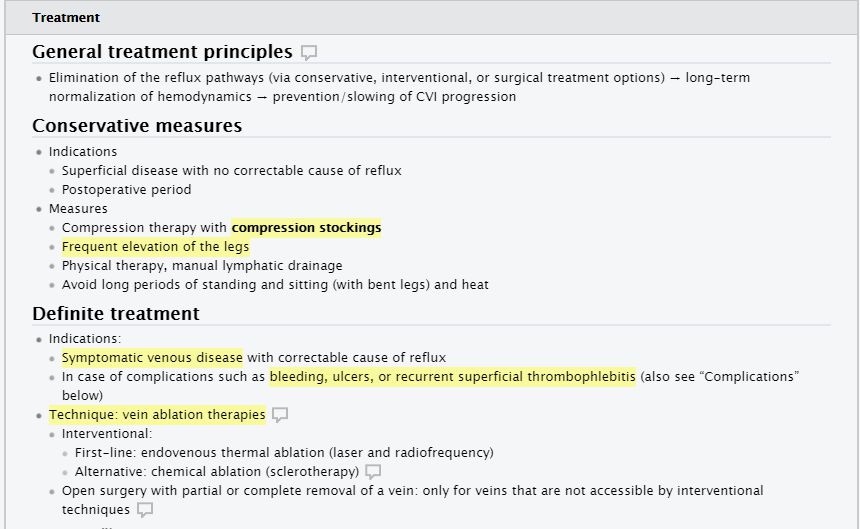 Treatment
General treatment principles
Elimination of the reflux pathways (via conservative, interventional, or surgical treatment options) → long-term
normalization of hemodynamics → prevention/slowing of CVI progression
Conservative measures
Indications
Superficial disease with no correctable cause of reflux
Postoperative period
Measures
Compression therapy with compression stockings
Frequent elevation of the legs
Physical therapy, manual lymphatic drainage
Avoid long periods of standing and sitting (with bent legs) and heat
Definite treatment
Indications:
Symptomatic venous disease with correctable cause of reflux
In case of complications such as bleeding, ulcers, or recurrent superficial thrombophlebitis (also see “Complications”
below)
Technique: vein ablation therapies
Interventional:
First-line: endovenous thermal ablation (laser and radiofrequency)
Alternative: chemical ablation (sclerotherapy)
Open surgery with partial or complete removal of a vein: only for veins that are not accessible by interventional
techniques